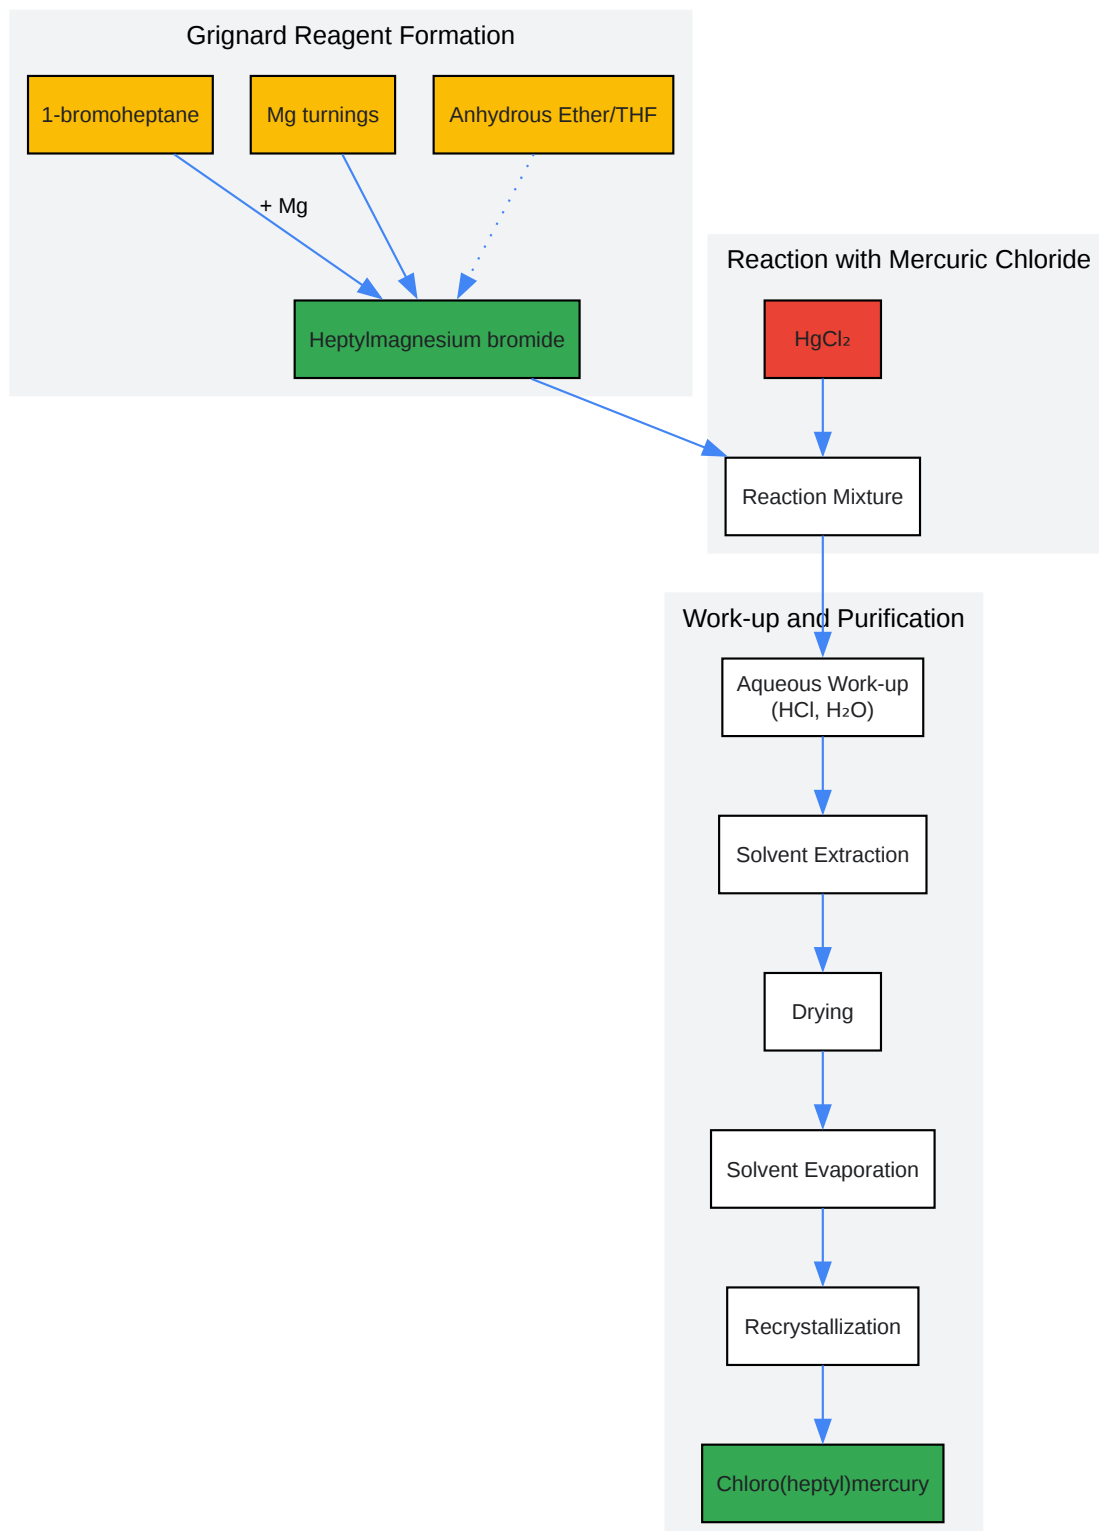 Grignard Reagent Formation
1-bromoheptane
Mg turnings
Anhydrous Ether/THF
+ Mg
Heptylmagnesium bromide
Reaction with Mercuric Chloride
HgCl₂
Reaction Mixture
Work-up and Purification
Aqueous Work-up
(HCl, H₂O)
Solvent Extraction
Drying
Solvent Evaporation
Recrystallization
Chloro(heptyl)mercury